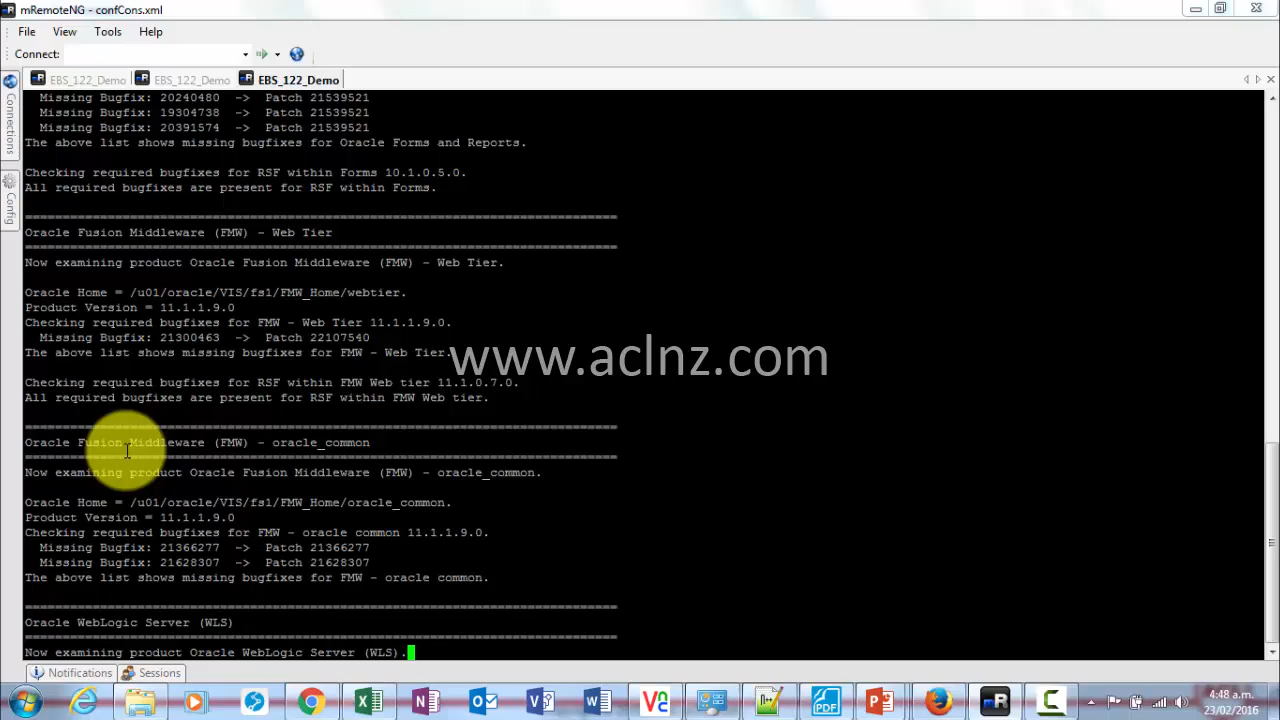 mRemoteNG - confCons.xml
File View Tools Help
Connect:
EBS_122_Demo EBS_122_Demo EBS_122_Demo
Connections
Config
Missing Bugfix: 20240480 -> Patch 21539521
Missing Bugfix: 19304738 -> Patch 21539521
Missing Bugfix: 20391574 -> Patch 21539521
The above list shows missing bugfixes for Oracle Forms and Reports.
Checking required bugfixes for RSF within Forms 10.1.0.5.0.
All required bugfixes are present for RSF within Forms.
===============================================================================
Oracle Fusion Middleware (FMW) - Web Tier
===============================================================================
Now examining product Oracle Fusion Middleware (FMW) - Web Tier.
Oracle Home = /u01/oracle/VIS/fs1/FMW_Home/webtier.
Product Version = 11.1.1.9.0
Checking required bugfixes for FMW - Web Tier 11.1.1.9.0.
Missing Bugfix: 21300463 -> Patch 22107540
The above list shows missing bugfixes for FMW - Web Tier.
www.aclnz.com
Checking required bugfixes for RSF within FMW Web tier 11.1.0.7.0.
All required bugfixes are present for RSF within FMW Web tier.
===============================================================================
Oracle Fusion Middleware (FMW) - oracle_common
===============================================================================
Now examining product Oracle Fusion Middleware (FMW) - oracle_common.
Oracle Home = /u01/oracle/VIS/fs1/FMW_Home/oracle_common.
Product Version = 11.1.1.9.0
Checking required bugfixes for FMW - oracle common 11.1.1.9.0.
Missing Bugfix: 21366277 -> Patch 21366277
Missing Bugfix: 21628307 -> Patch 21628307
The above list shows missing bugfixes for FMW - oracle common.
===============================================================================
Oracle WebLogic Server (WLS)
===============================================================================
Now examining product Oracle WebLogic Server (WLS).
Notifications Sessions
4:48 a.m.
23/02/2016